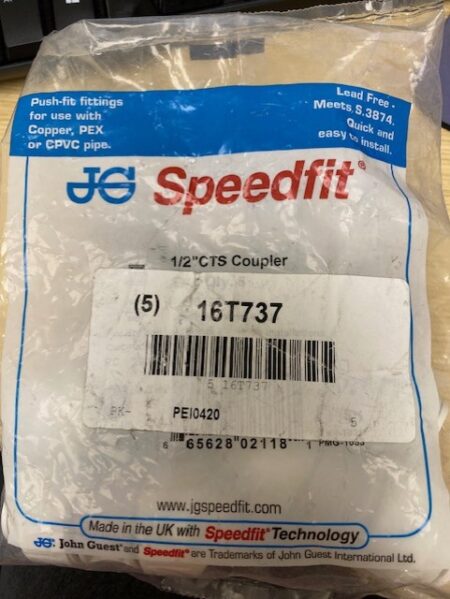 Push-fit fittings
for use with
Copper, PEX
or CPVC pipe.
Lead Free -
Meets S.3874.
Quick and
easy to install.
JG Speedfit®
1/2"CTS Coupler
(5) 16T737
5 16T737
PK-
PEI0420
5
6 65628 02118 1
www.jgspeedfit.com
Made in the UK with Speedfit® Technology
JG John Guest® and Speedfit® are Trademarks of John Guest International Ltd.